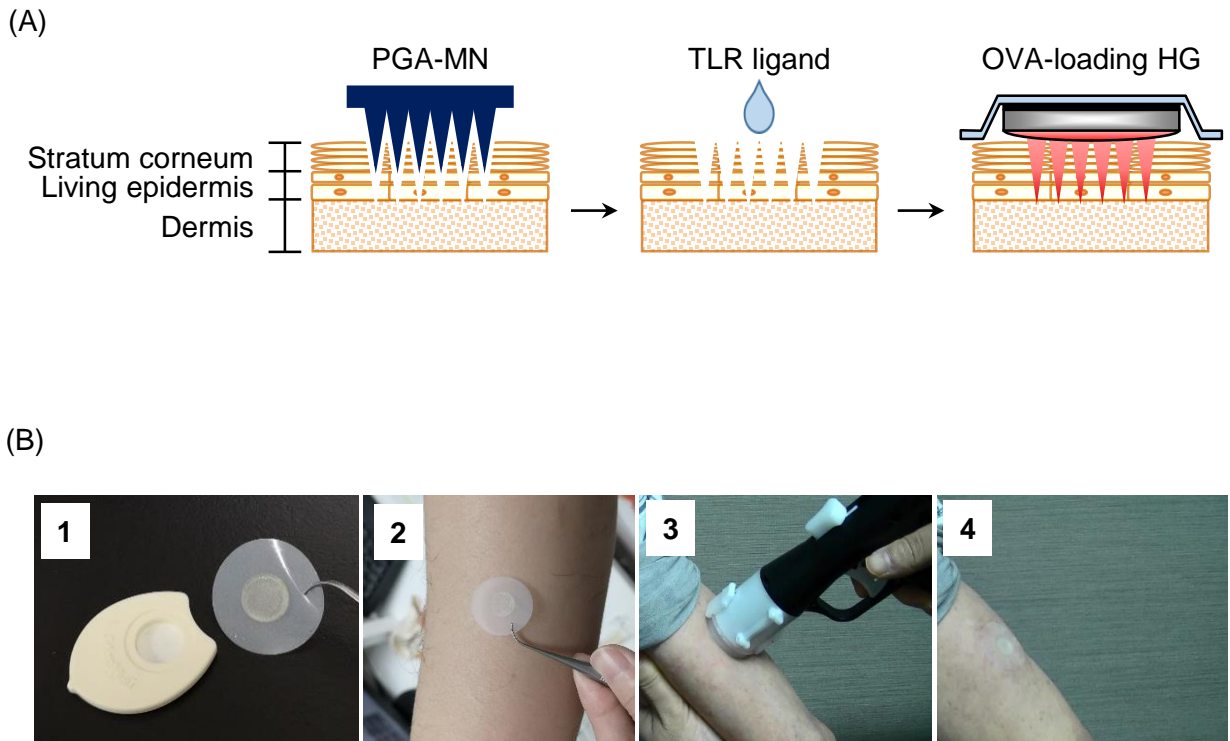 (A)
PGA-MN
TLR ligand
OVA-loading HG
Stratum corneum
Living epidermis
Dermis
(B)
1
2
3
4